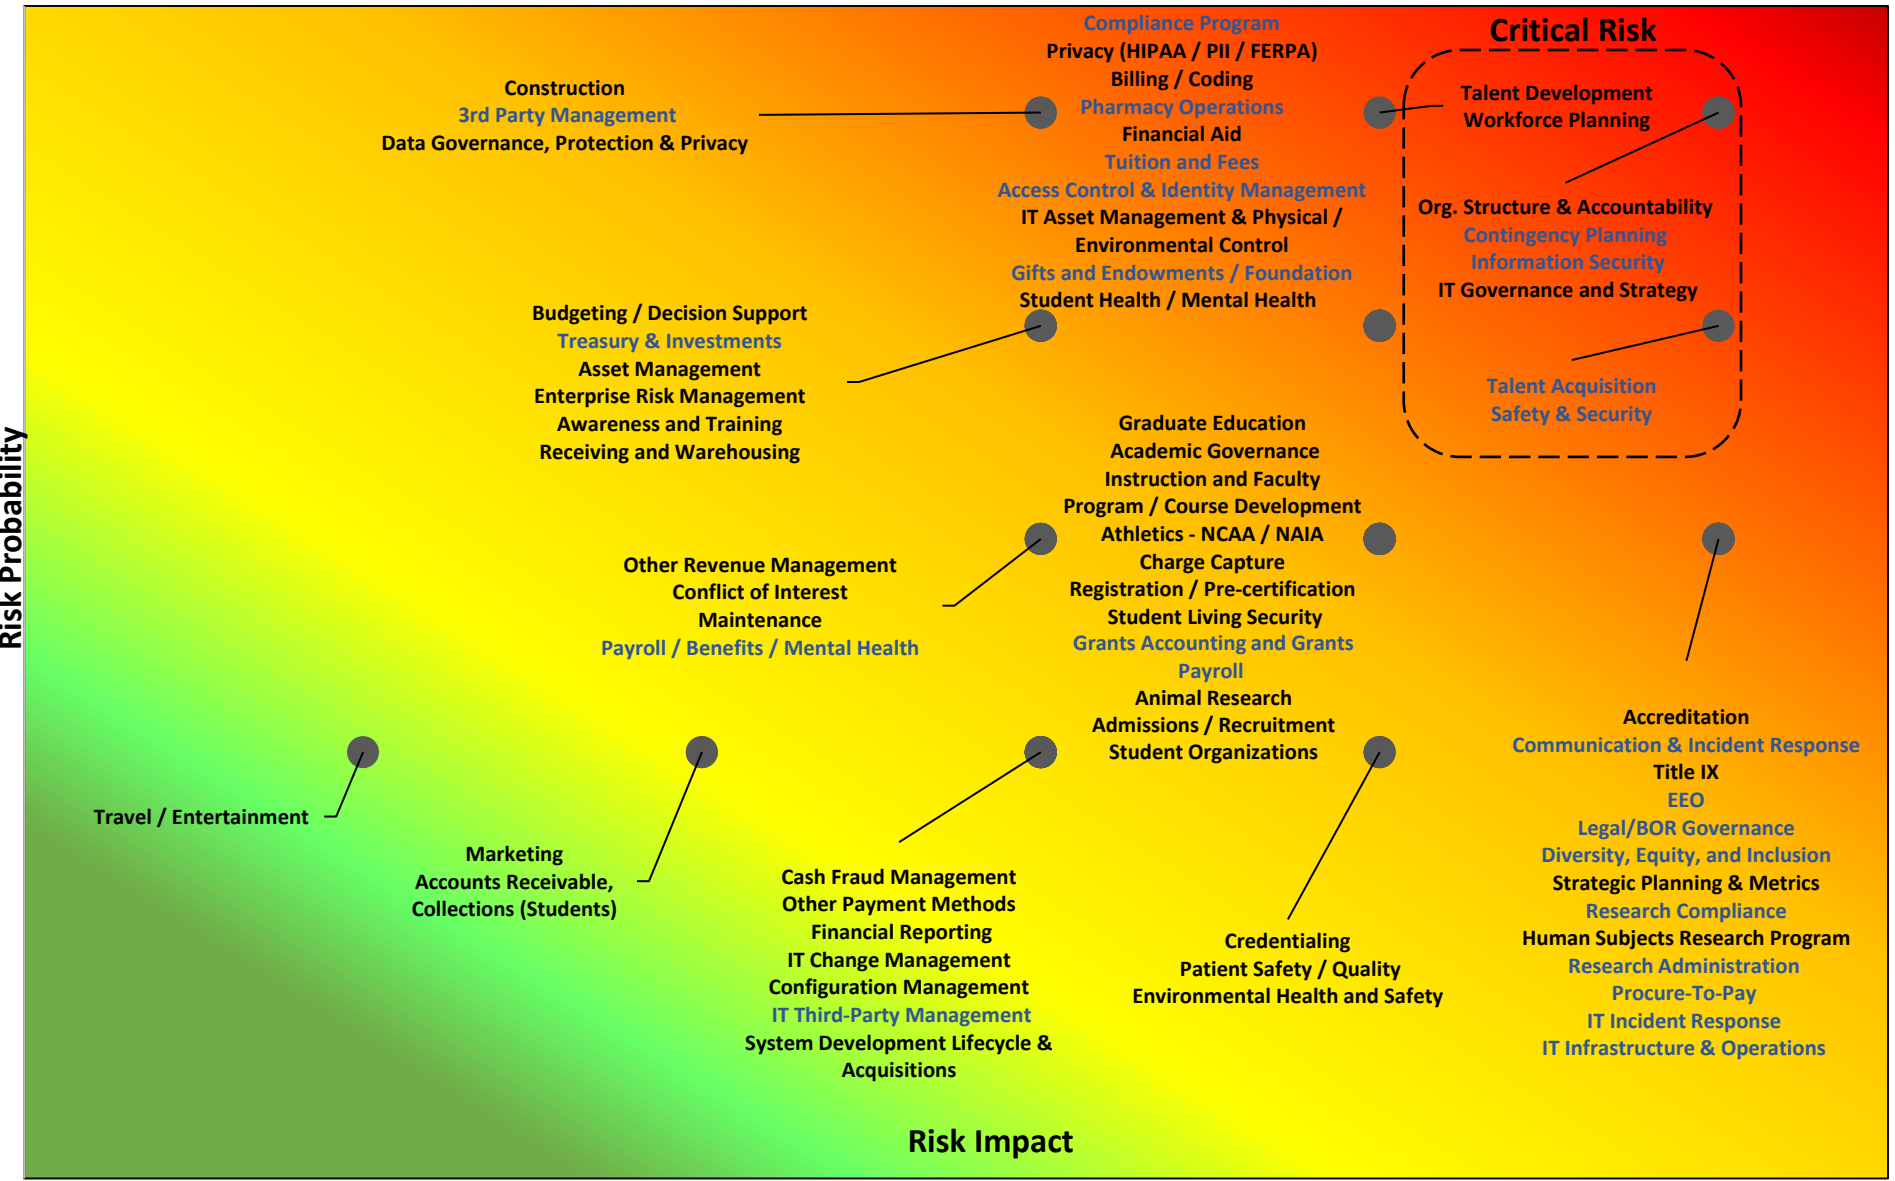 Critical Risk
Construction
3rd Party Management
Data Governance, Protection & Privacy
Compliance Program
Privacy (HIPAA / PII / FERPA)
Billing / Coding
Pharmacy Operations
Financial Aid
Tuition and Fees
Access Control & Identity Management
IT Asset Management & Physical /
Environmental Control
Gifts and Endowments / Foundation
Student Health / Mental Health
Talent Development
Workforce Planning
Org. Structure & Accountability
Contingency Planning
Information Security
IT Governance and Strategy
Talent Acquisition
Safety & Security
Budgeting / Decision Support
Treasury & Investments
Asset Management
Enterprise Risk Management
Awareness and Training
Receiving and Warehousing
Graduate Education
Academic Governance
Instruction and Faculty
Program / Course Development
Athletics - NCAA / NAIA
Charge Capture
Registration / Pre-certification
Student Living Security
Grants Accounting and Grants
Payroll
Animal Research
Admissions / Recruitment
Student Organizations
Risk Probability
Other Revenue Management
Conflict of Interest
Maintenance
Payroll / Benefits / Mental Health
Travel / Entertainment
Marketing
Accounts Receivable,
Collections (Students)
Cash Fraud Management
Other Payment Methods
Financial Reporting
IT Change Management
Configuration Management
IT Third-Party Management
System Development Lifecycle &
Acquisitions
Credentialing
Patient Safety / Quality
Environmental Health and Safety
Accreditation
Communication & Incident Response
Title IX
EEO
Legal/BOR Governance
Diversity, Equity, and Inclusion
Strategic Planning & Metrics
Research Compliance
Human Subjects Research Program
Research Administration
Procure-To-Pay
IT Incident Response
IT Infrastructure & Operations
Risk Impact